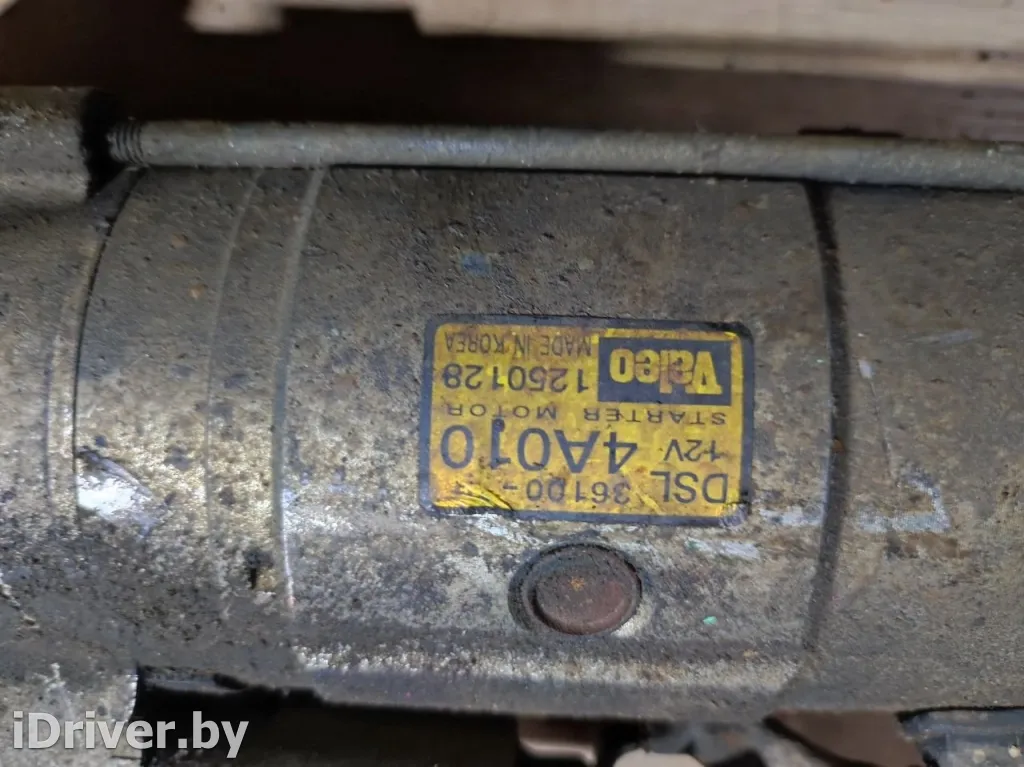 DSL 36100-
12V 4A010
STARTER MOTOR
Valeo 1250128
MADE IN KOREA
iDriver.by